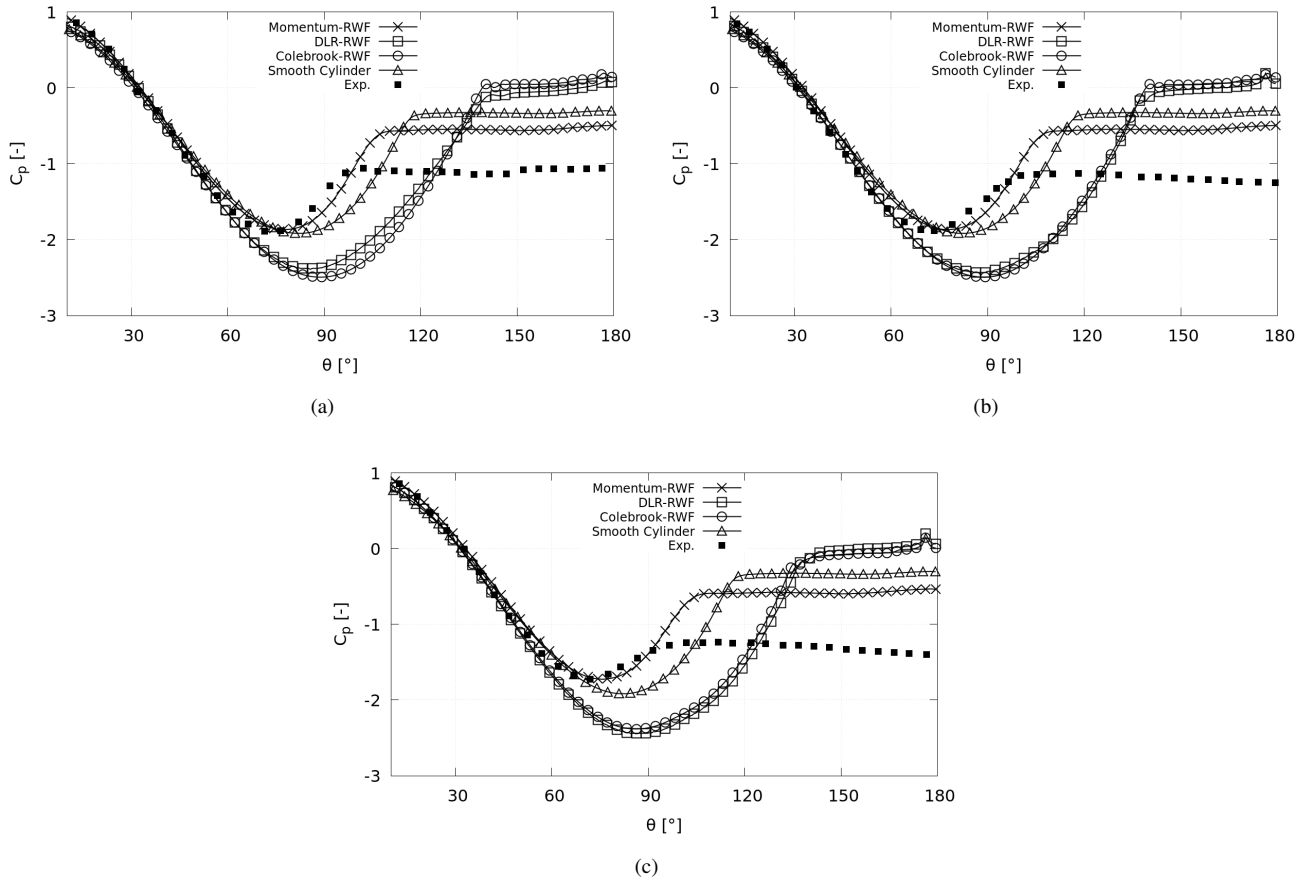 1
0
-1
-2
-3
Cp [-]
Momentum-RWF
DLR-RWF
Colebrook-RWF
Smooth Cylinder
Exp.
30 60 90 120 150 180
θ [°]
(a)
1
0
-1
-2
-3
Cp [-]
Momentum-RWF
DLR-RWF
Colebrook-RWF
Smooth Cylinder
Exp.
30 60 90 120 150 180
θ [°]
(b)
1
0
-1
-2
-3
Cp [-]
Momentum-RWF
DLR-RWF
Colebrook-RWF
Smooth Cylinder
Exp.
30 60 90 120 150 180
θ [°]
(c)